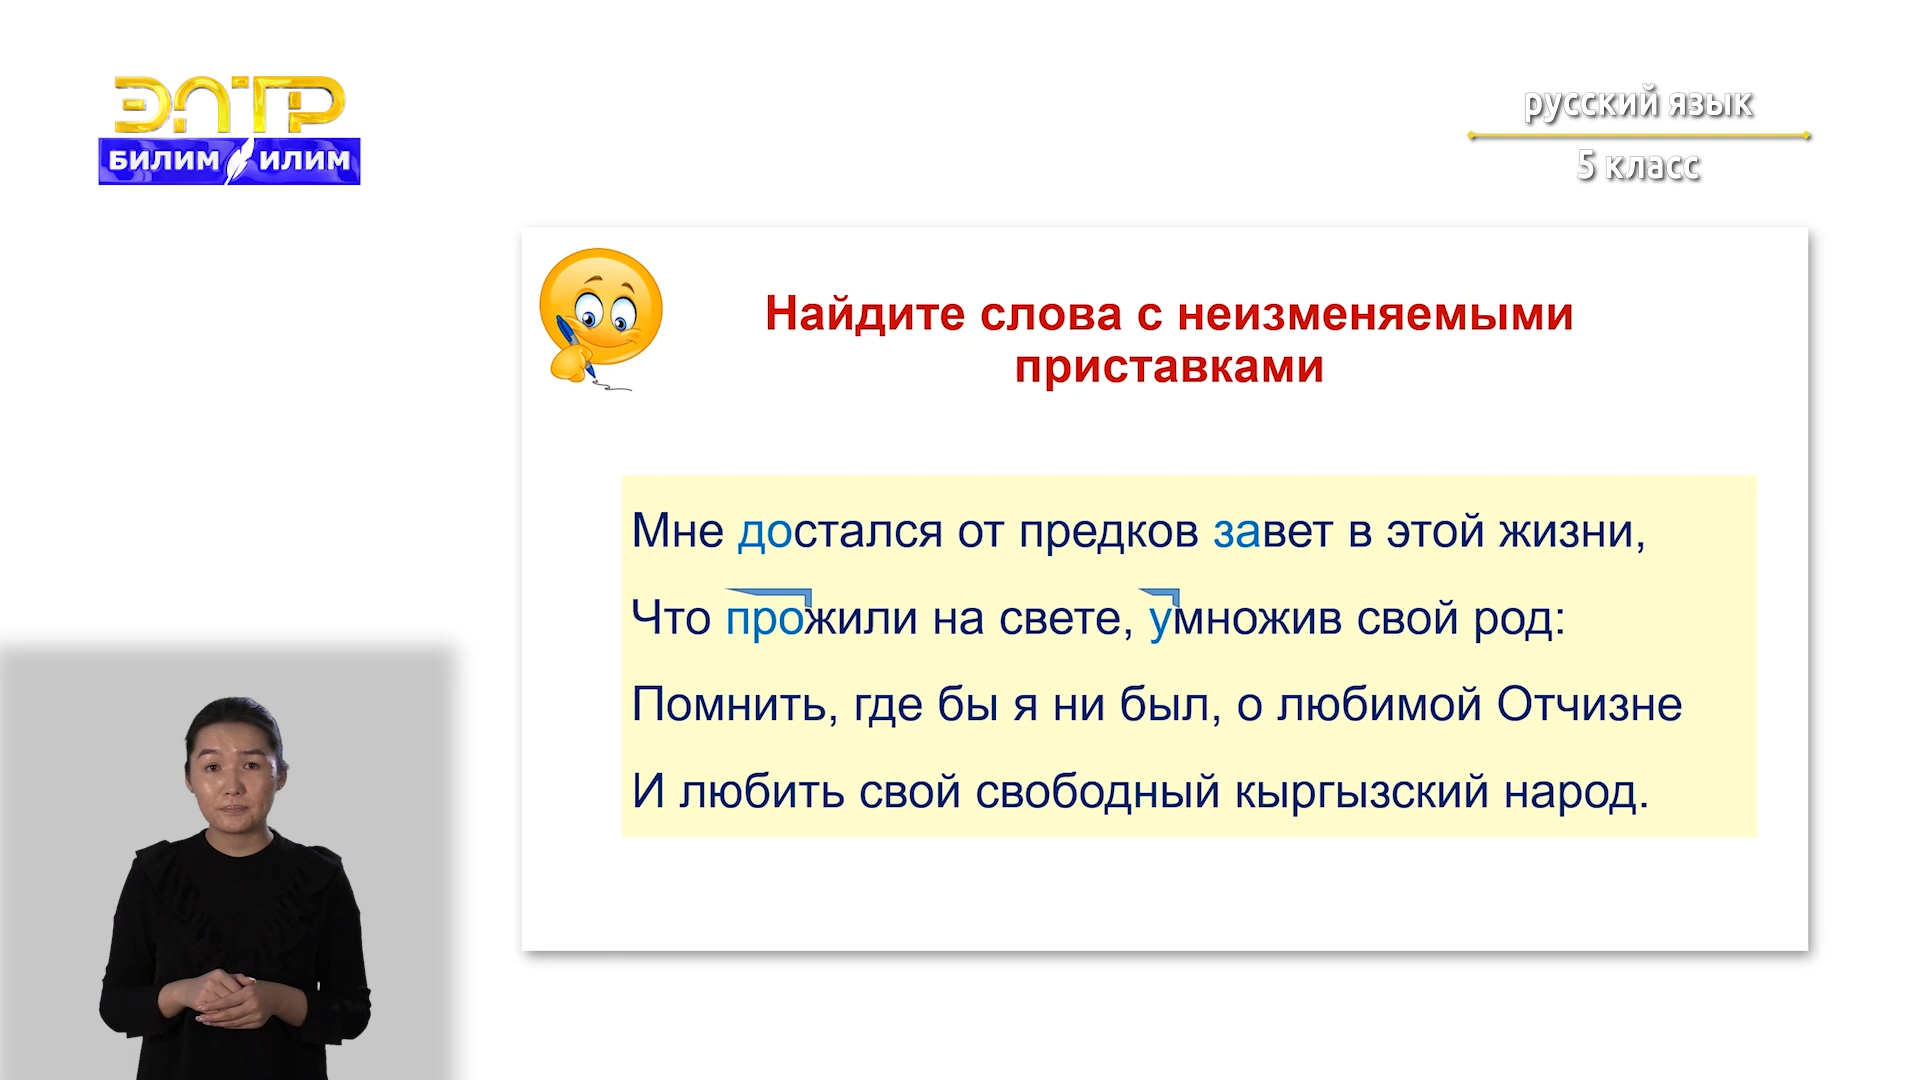 ЭЛТР
БИЛИМ ИЛИМ
русский язык
5 класс
Найдите слова с неизменяемыми
приставками
Мне достался от предков завет в этой жизни,
Что прожили на свете, умножив свой род:
Помнить, где бы я ни был, о любимой Отчизне
И любить свой свободный кыргызский народ.